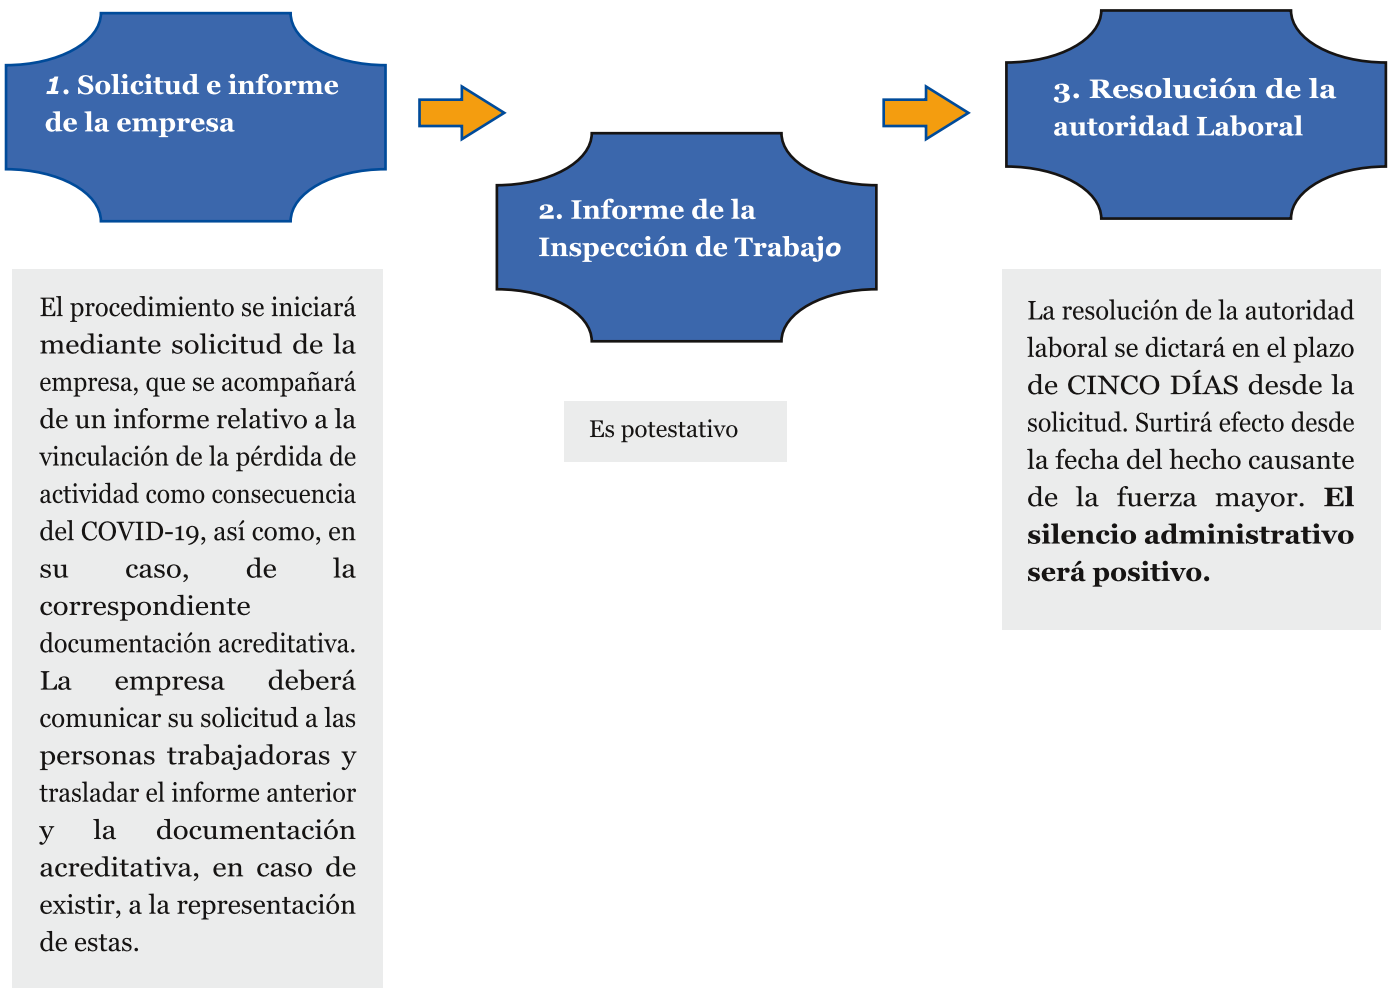 1. Solicitud e informe
de la empresa
El procedimiento se iniciará
mediante solicitud de la
empresa, que se acompañará
de un informe relativo a la
vinculación de la pérdida de
actividad como consecuencia
del COVID-19, así como, en
su caso, de la
correspondiente
documentación acreditativa.
La empresa deberá
comunicar su solicitud a las
personas trabajadoras y
trasladar el informe anterior
y la documentación
acreditativa, en caso de
existir, a la representación
de estas.
2. Informe de la
Inspección de Trabajo
Es potestativo
3. Resolución de la
autoridad Laboral
La resolución de la autoridad
laboral se dictará en el plazo
de CINCO DÍAS desde la
solicitud. Surtirá efecto desde
la fecha del hecho causante
de la fuerza mayor. El
silencio administrativo
será positivo.